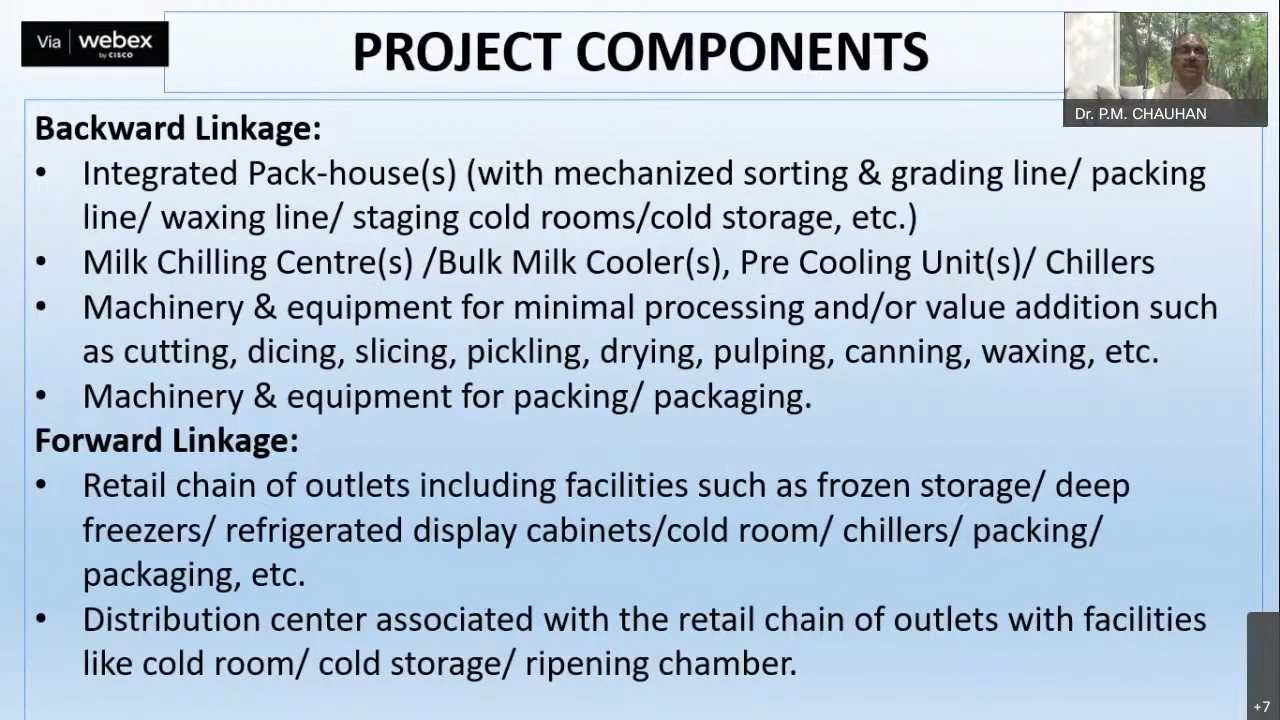 Via webex
by CISCO
PROJECT COMPONENTS
Dr. P.M. CHAUHAN
Backward Linkage:
• Integrated Pack-house(s) (with mechanized sorting & grading line/ packing
line/ waxing line/ staging cold rooms/cold storage, etc.)
• Milk Chilling Centre(s) /Bulk Milk Cooler(s), Pre Cooling Unit(s)/ Chillers
• Machinery & equipment for minimal processing and/or value addition such
as cutting, dicing, slicing, pickling, drying, pulping, canning, waxing, etc.
• Machinery & equipment for packing/ packaging.
Forward Linkage:
• Retail chain of outlets including facilities such as frozen storage/ deep
freezers/ refrigerated display cabinets/cold room/ chillers/ packing/
packaging, etc.
• Distribution center associated with the retail chain of outlets with facilities
like cold room/ cold storage/ ripening chamber.
+7